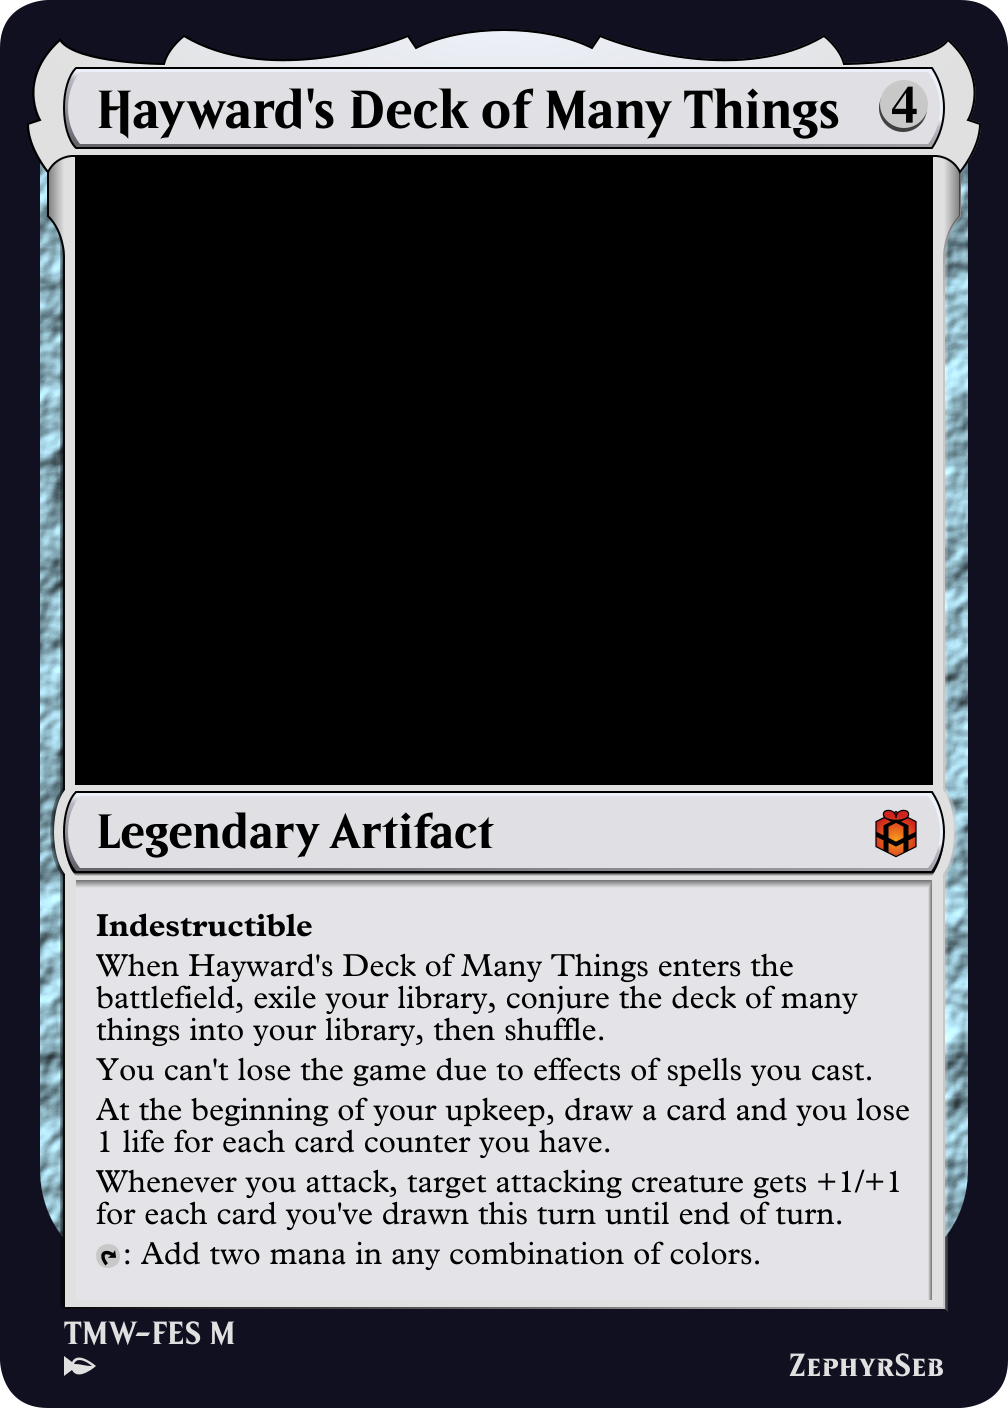 Hayward's Deck of Many Things 4
Legendary Artifact
Indestructible
When Hayward's Deck of Many Things enters the
battlefield, exile your library, conjure the deck of many
things into your library, then shuffle.
You can't lose the game due to effects of spells you cast.
At the beginning of your upkeep, draw a card and you lose
1 life for each card counter you have.
Whenever you attack, target attacking creature gets +1/+1
for each card you've drawn this turn until end of turn.
: Add two mana in any combination of colors.
TMW-FES M
ZephyrSeb